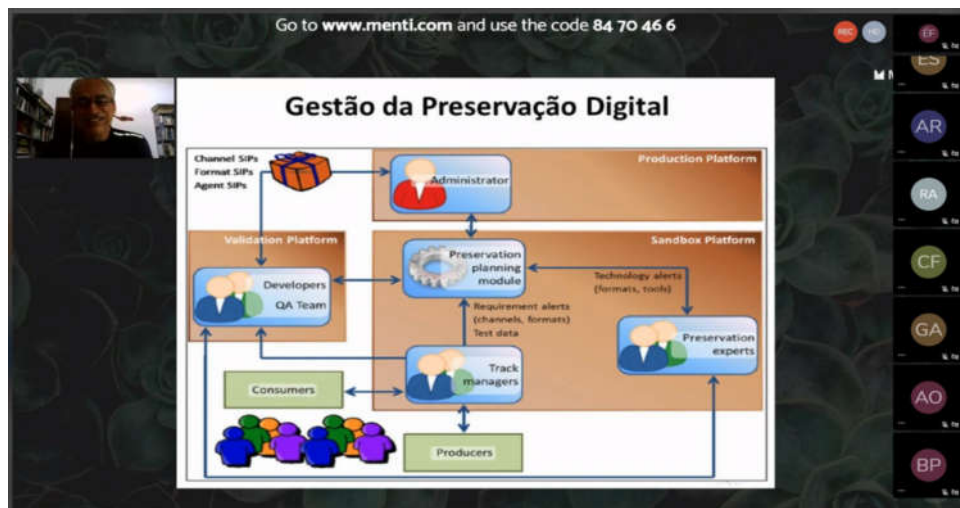 Go to www.menti.com and use the code 84 70 46 6
REC
HD
EF
ES
AR
RA
CF
GA
AO
BP
Gestão da Preservação Digital
Channel SIPs
Format SIPs
Agent SIPs
Administrator
Production Platform
Validation Platform
Developers
QA Team
Preservation
planning
module
Sandbox Platform
Technology alerts
(formats, tools)
Requirement alerts
(channels, formats)
Test data
Preservation
experts
Track
managers
Consumers
Producers